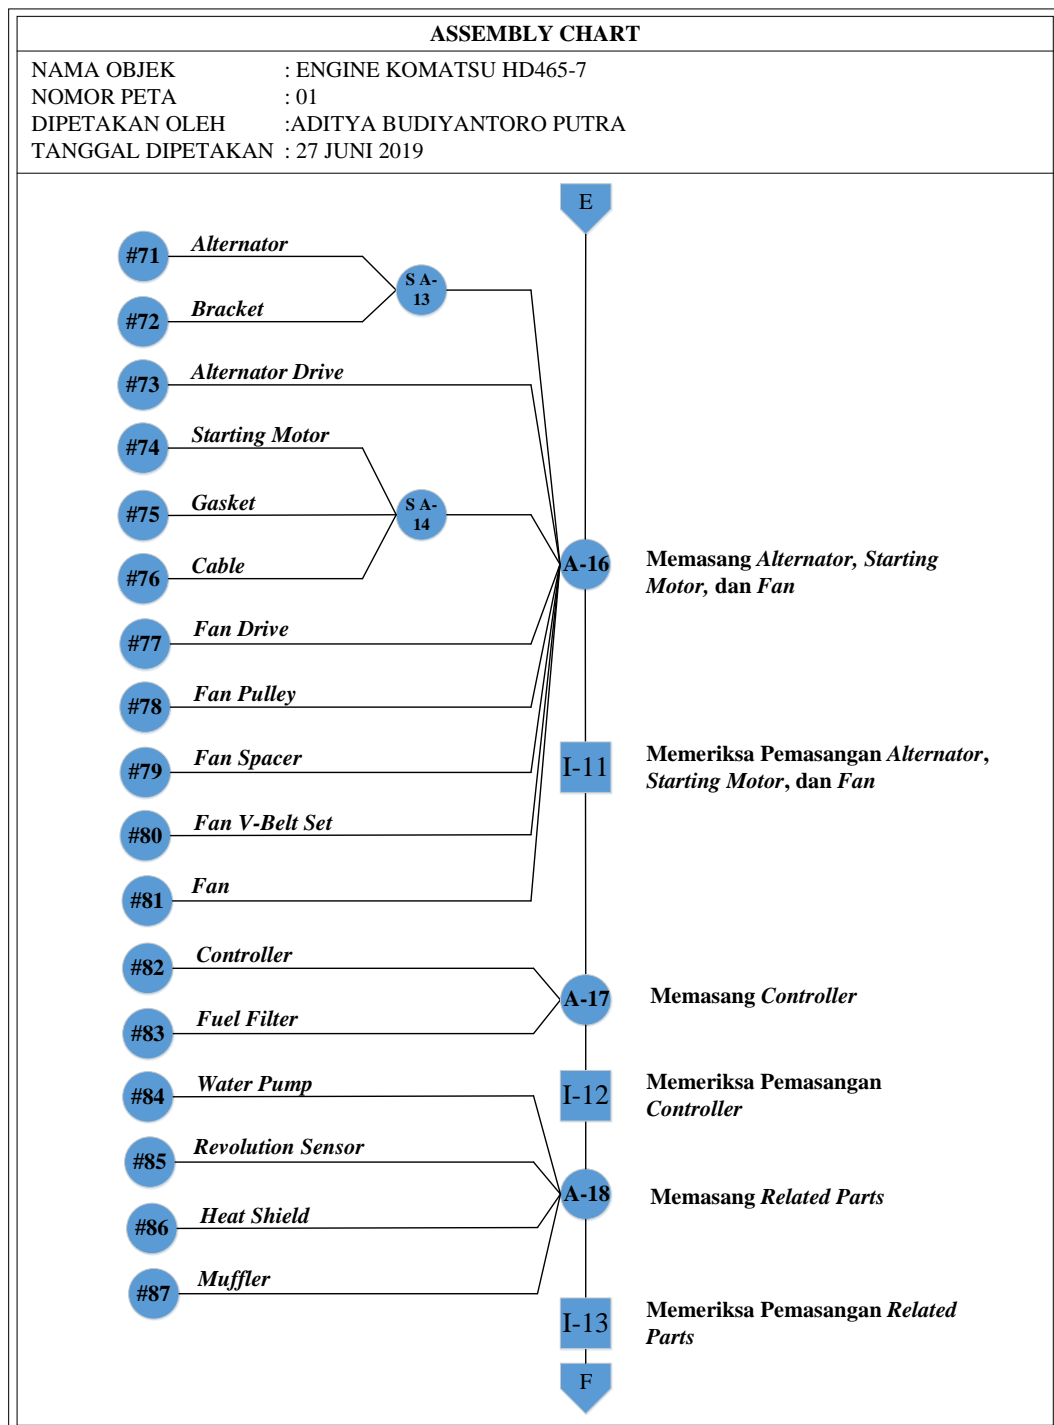 ASSEMBLY CHART
NAMA OBJEK : ENGINE KOMATSU HD465-7
NOMOR PETA : 01
DIPETAKAN OLEH :ADITYA BUDIYANTORO PUTRA
TANGGAL DIPETAKAN : 27 JUNI 2019
E
#71 Alternator
S A-
13
#72 Bracket
#73 Alternator Drive
#74 Starting Motor
#75 Gasket
S A-
14
#76 Cable
A-16
Memasang Alternator, Starting
Motor, dan Fan
#77 Fan Drive
#78 Fan Pulley
#79 Fan Spacer
I-11
Memeriksa Pemasangan Alternator,
Starting Motor, dan Fan
#80 Fan V-Belt Set
#81 Fan
#82 Controller
A-17
Memasang Controller
#83 Fuel Filter
#84 Water Pump
I-12
Memeriksa Pemasangan
Controller
#85 Revolution Sensor
A-18
Memasang Related Parts
#86 Heat Shield
#87 Muffler
I-13
Memeriksa Pemasangan Related
Parts
F